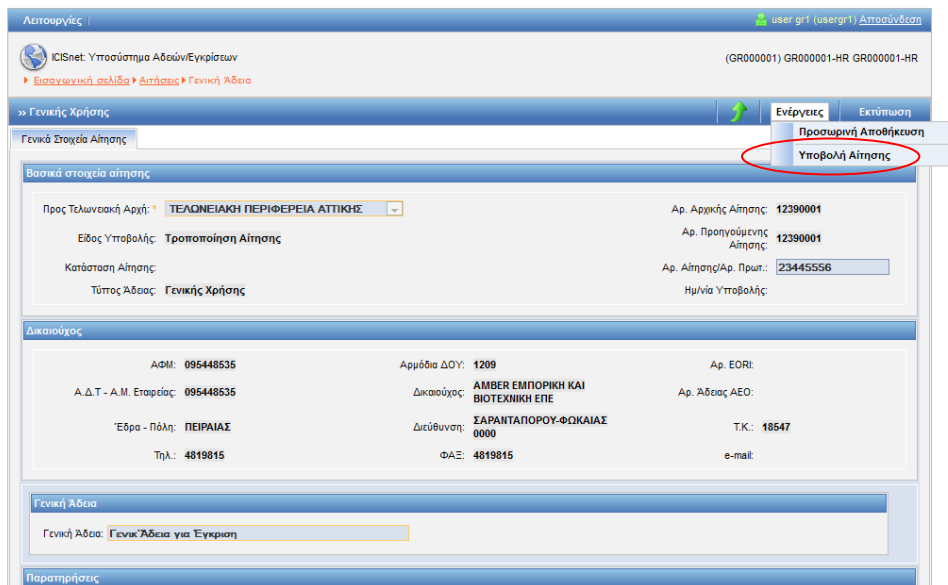 Λειτουργίες
user gr1 (usergr1) Αποσύνδεση
ICISnet: Υποσύστημα Αδειών/Εγκρίσεων
(GR000001) GR000001-HR GR000001-HR
Εισαγωγική σελίδα Αιτήσεις Γενική Άδεια
» Γενικής Χρήσης
Ενέργειες
Εκτύπωση
Προσωρινή Αποθήκευση
Υποβολή Αίτησης
Γενικά Στοιχεία Αίτησης
Βασικά στοιχεία αίτησης
Προς Τελωνειακή Αρχή: * ΤΕΛΩΝΕΙΑΚΗ ΠΕΡΙΦΕΡΕΙΑ ΑΤΤΙΚΗΣ
Αρ. Αρχικής Αίτησης: 12390001
Είδος Υποβολής: Τροποποίηση Αίτησης
Αρ. Προηγούμενης
Αίτησης: 12390001
Κατάσταση Αίτησης:
Αρ. Αίτησης/Αρ. Πρωτ.: 23445556
Τύπος Άδειας: Γενικής Χρήσης
Ημ/νία Υποβολής:
Δικαιούχος
ΑΦΜ: 095448535
Αρμόδια ΔΟΥ: 1209
Αρ. EORI:
Α.Δ.Τ - Α.Μ. Εταιρείας: 095448535
Δικαιούχος: AMBER ΕΜΠΟΡΙΚΗ ΚΑΙ
ΒΙΟΤΕΧΝΙΚΗ ΕΠΕ
Αρ. Άδειας ΑΕΟ:
Έδρα - Πόλη: ΠΕΙΡΑΙΑΣ
Διεύθυνση: ΣΑΡΑΝΤΑΠΟΡΟΥ-ΦΩΚΑΙΑΣ
0000
Τ.Κ.: 18547
Τηλ.: 4819815
ΦΑΞ: 4819815
e-mail:
Γενική Άδεια
Γενική Άδεια: Γενικ'Άδεια για Έγκριση
Παρατηρήσεις